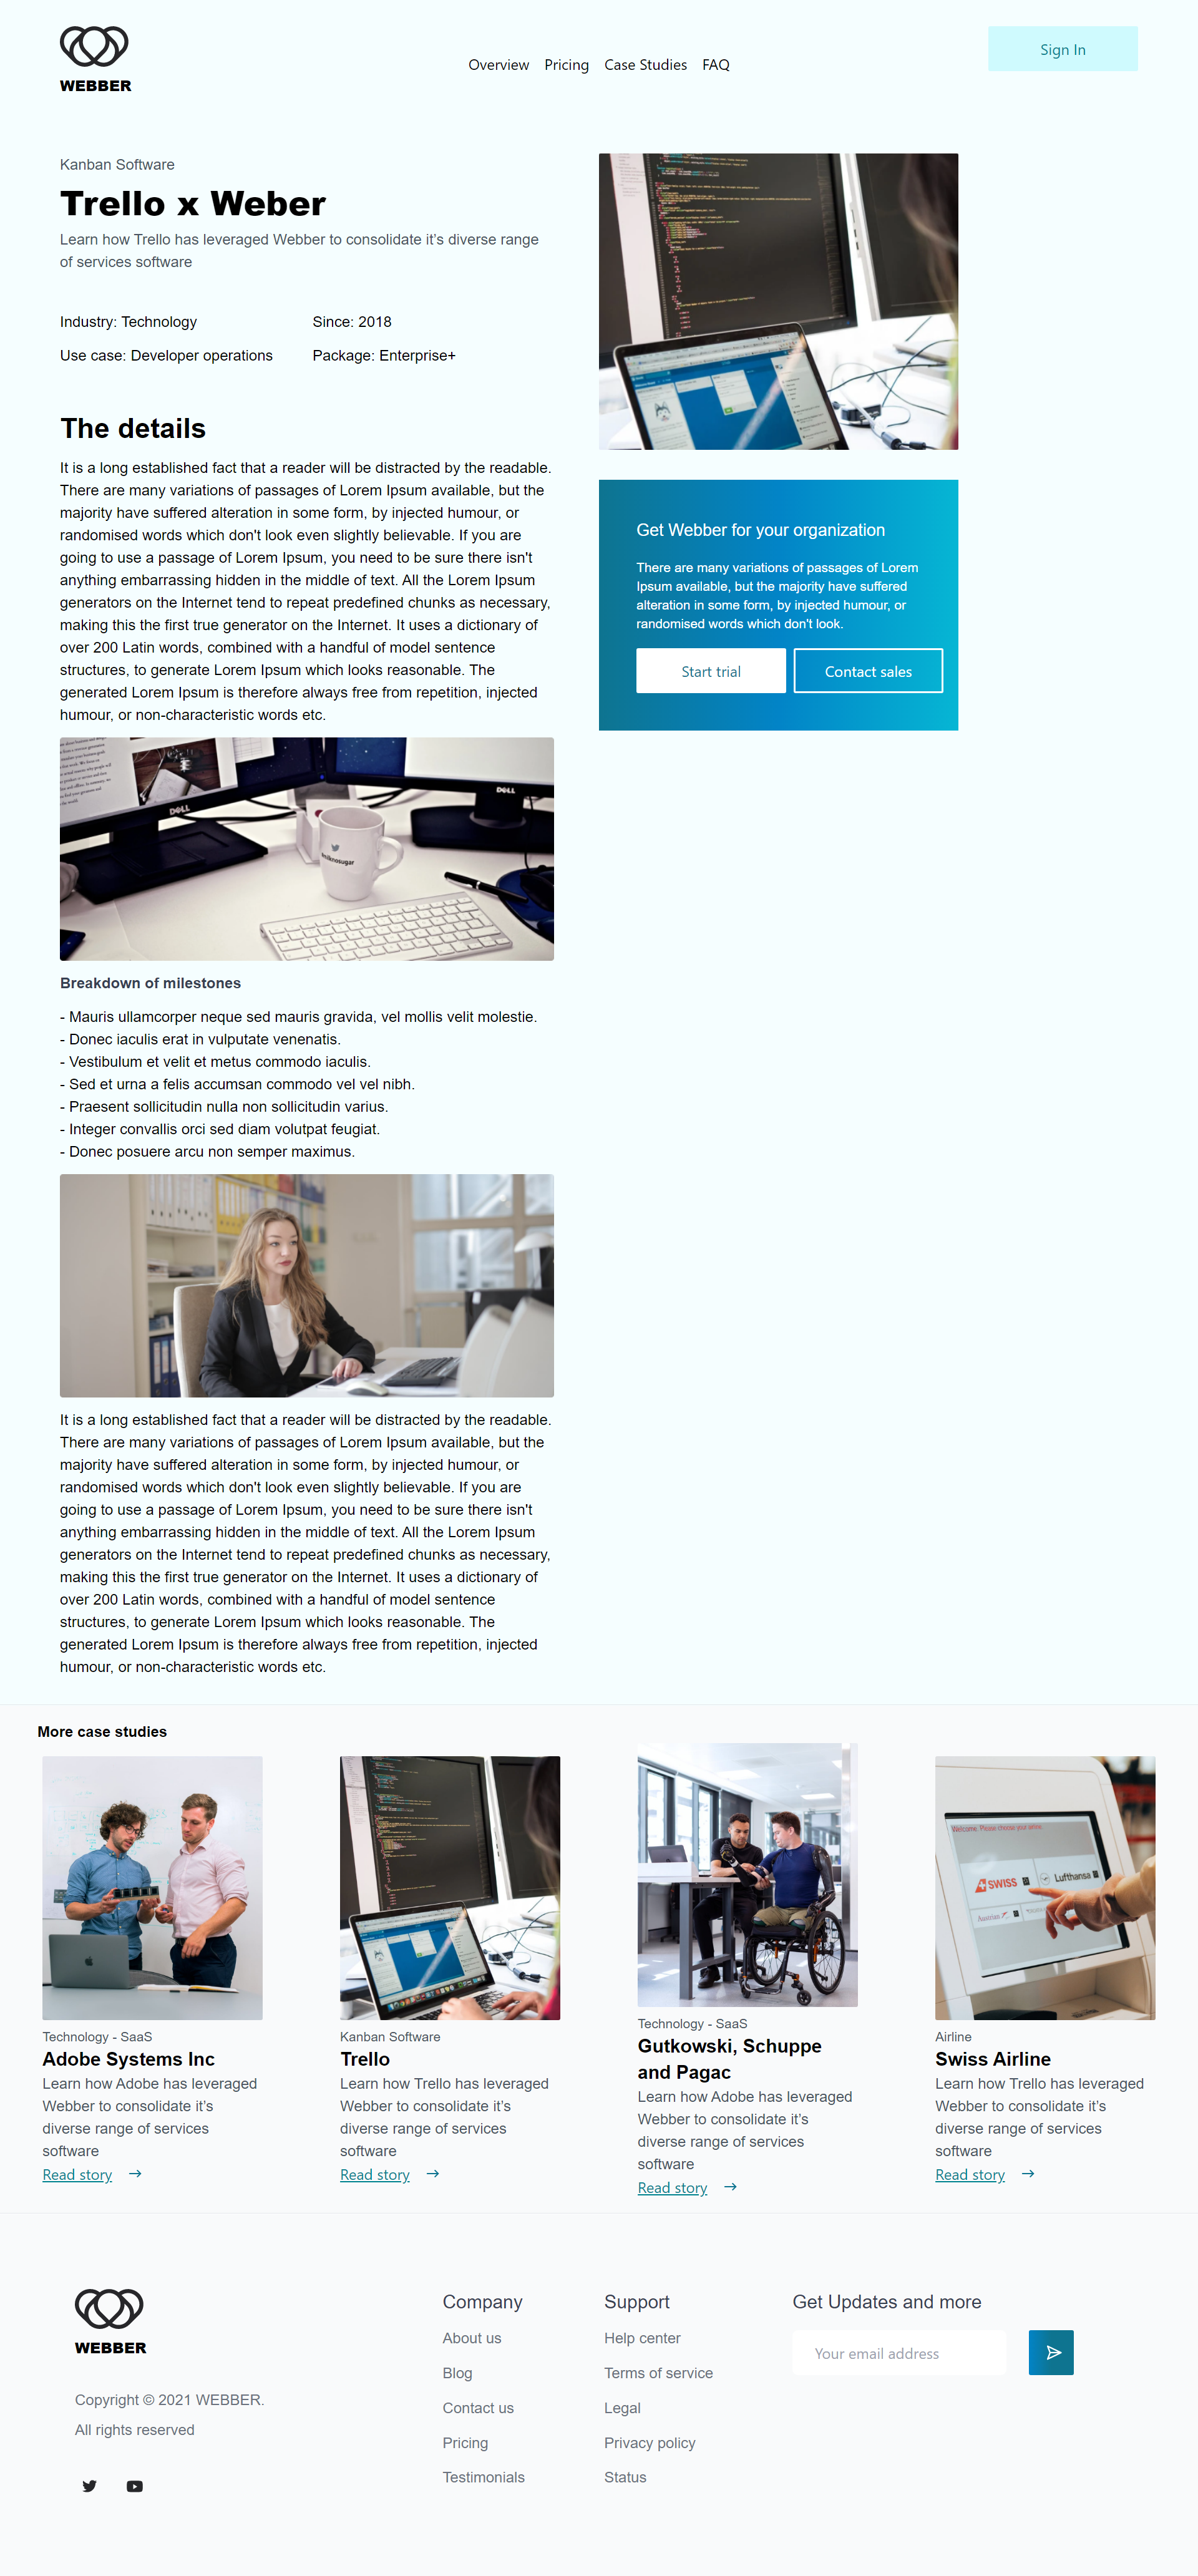 WEBBER
Overview Pricing Case Studies FAQ
Sign In
Kanban Software
Trello x Weber
Learn how Trello has leveraged Webber to consolidate it's diverse range
of services software
Industry: Technology
Since: 2018
Use case: Developer operations
Package: Enterprise+
The details
It is a long established fact that a reader will be distracted by the readable.
There are many variations of passages of Lorem Ipsum available, but the
majority have suffered alteration in some form, by injected humour, or
randomised words which don't look even slightly believable. If you are
going to use a passage of Lorem Ipsum, you need to be sure there isn't
anything embarrassing hidden in the middle of text. All the Lorem Ipsum
generators on the Internet tend to repeat predefined chunks as necessary,
making this the first true generator on the Internet. It uses a dictionary of
over 200 Latin words, combined with a handful of model sentence
structures, to generate Lorem Ipsum which looks reasonable. The
generated Lorem Ipsum is therefore always free from repetition, injected
humour, or non-characteristic words etc.
DELL
DELL
Breakdown of milestones
- Mauris ullamcorper neque sed mauris gravida, vel mollis velit molestie.
- Donec iaculis erat in vulputate venenatis.
- Vestibulum et velit et metus commodo iaculis.
- Sed et urna a felis accumsan commodo vel vel nibh.
- Praesent sollicitudin nulla non sollicitudin varius.
- Integer convallis orci sed diam volutpat feugiat.
- Donec posuere arcu non semper maximus.
It is a long established fact that a reader will be distracted by the readable.
There are many variations of passages of Lorem Ipsum available, but the
majority have suffered alteration in some form, by injected humour, or
randomised words which don't look even slightly believable. If you are
going to use a passage of Lorem Ipsum, you need to be sure there isn't
anything embarrassing hidden in the middle of text. All the Lorem Ipsum
generators on the Internet tend to repeat predefined chunks as necessary,
making this the first true generator on the Internet. It uses a dictionary of
over 200 Latin words, combined with a handful of model sentence
structures, to generate Lorem Ipsum which looks reasonable. The
generated Lorem Ipsum is therefore always free from repetition, injected
humour, or non-characteristic words etc.
Get Webber for your organization
There are many variations of passages of Lorem
Ipsum available, but the majority have suffered
alteration in some form, by injected humour, or
randomised words which don't look.
Start trial
Contact sales
More case studies
Technology - SaaS
Adobe Systems Inc
Learn how Adobe has leveraged
Webber to consolidate it's
diverse range of services
software
Read story
Kanban Software
Trello
Learn how Trello has leveraged
Webber to consolidate it's
diverse range of services
software
Read story
Technology - SaaS
Gutkowski, Schuppe
and Pagac
Learn how Adobe has leveraged
Webber to consolidate it's
diverse range of services
software
Read story
Welcome. Please choose your airline.
SWISS
Lufthansa
Austrian
Airline
Swiss Airline
Learn how Trello has leveraged
Webber to consolidate it's
diverse range of services
software
Read story
WEBBER
Copyright © 2021 WEBBER.
All rights reserved
Company
About us
Blog
Contact us
Pricing
Testimonials
Support
Help center
Terms of service
Legal
Privacy policy
Status
Get Updates and more
Your email address